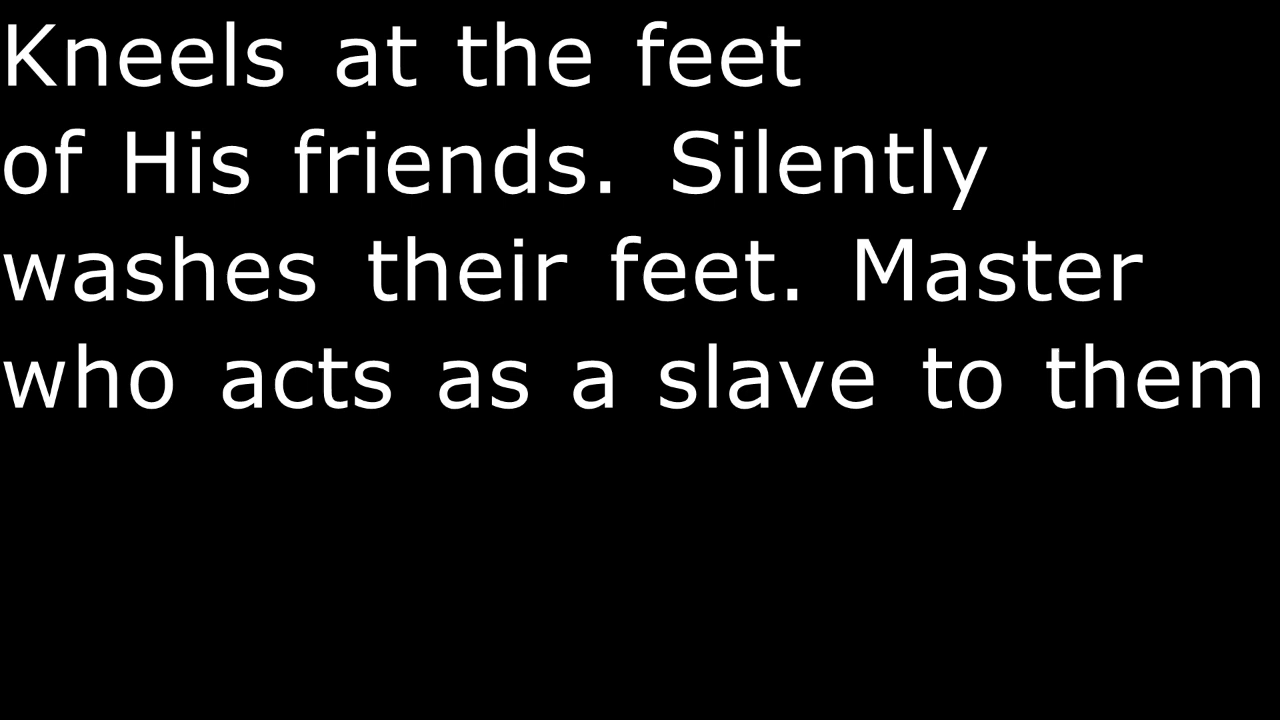 Kneels at the feet
of His friends. Silently
washes their feet. Master
who acts as a slave to them